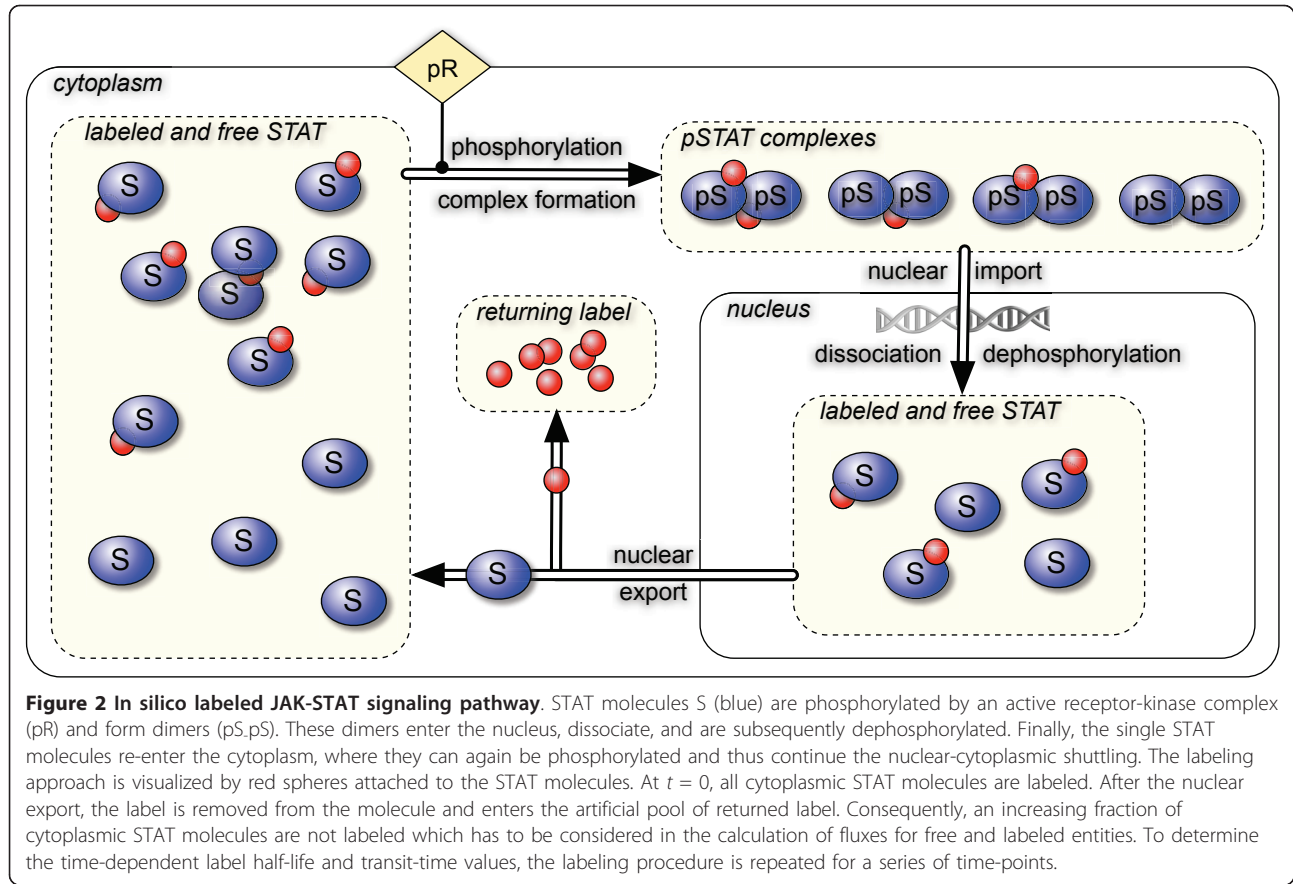 cytoplasm
pR
labeled and free STAT
S
S
S
S
S
S
S
S
S
S
S
S
phosphorylation
complex formation
pSTAT complexes
pS pS
pS pS
pS pS
pS pS
nuclear import
nucleus
dissociation dephosphorylation
labeled and free STAT
S
S
S
S
S
returning label
S
nuclear
export
Figure 2 In silico labeled JAK-STAT signaling pathway. STAT molecules S (blue) are phosphorylated by an active receptor-kinase complex
(pR) and form dimers (pS_pS). These dimers enter the nucleus, dissociate, and are subsequently dephosphorylated. Finally, the single STAT
molecules re-enter the cytoplasm, where they can again be phosphorylated and thus continue the nuclear-cytoplasmic shuttling. The labeling
approach is visualized by red spheres attached to the STAT molecules. At t = 0, all cytoplasmic STAT molecules are labeled. After the nuclear
export, the label is removed from the molecule and enters the artificial pool of returned label. Consequently, an increasing fraction of
cytoplasmic STAT molecules are not labeled which has to be considered in the calculation of fluxes for free and labeled entities. To determine
the time-dependent label half-life and transit-time values, the labeling procedure is repeated for a series of time-points.